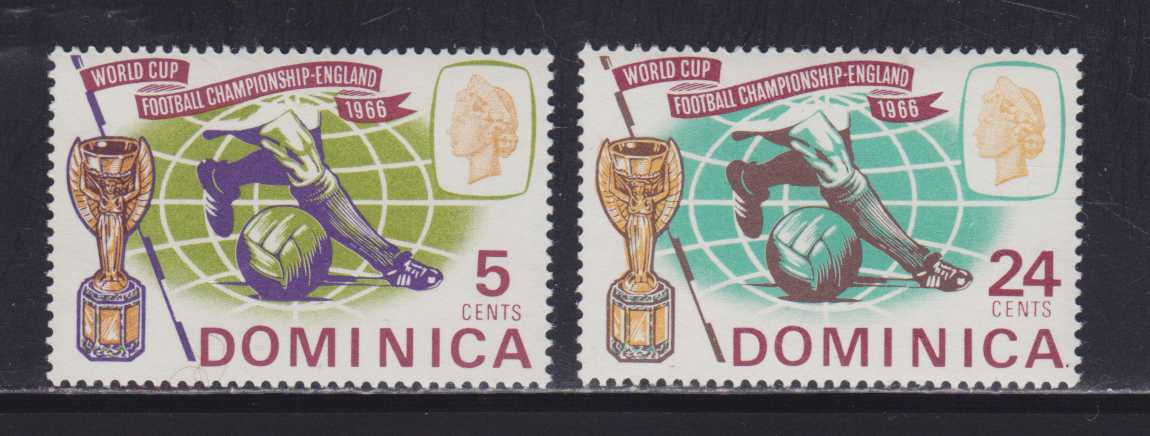 WORLD CUP
FOOTBALL CHAMPIONSHIP-ENGLAND
1966
5
CENTS
DOMINICA
WORLD CUP
FOOTBALL CHAMPIONSHIP-ENGLAND
1966
24
CENTS
DOMINICA